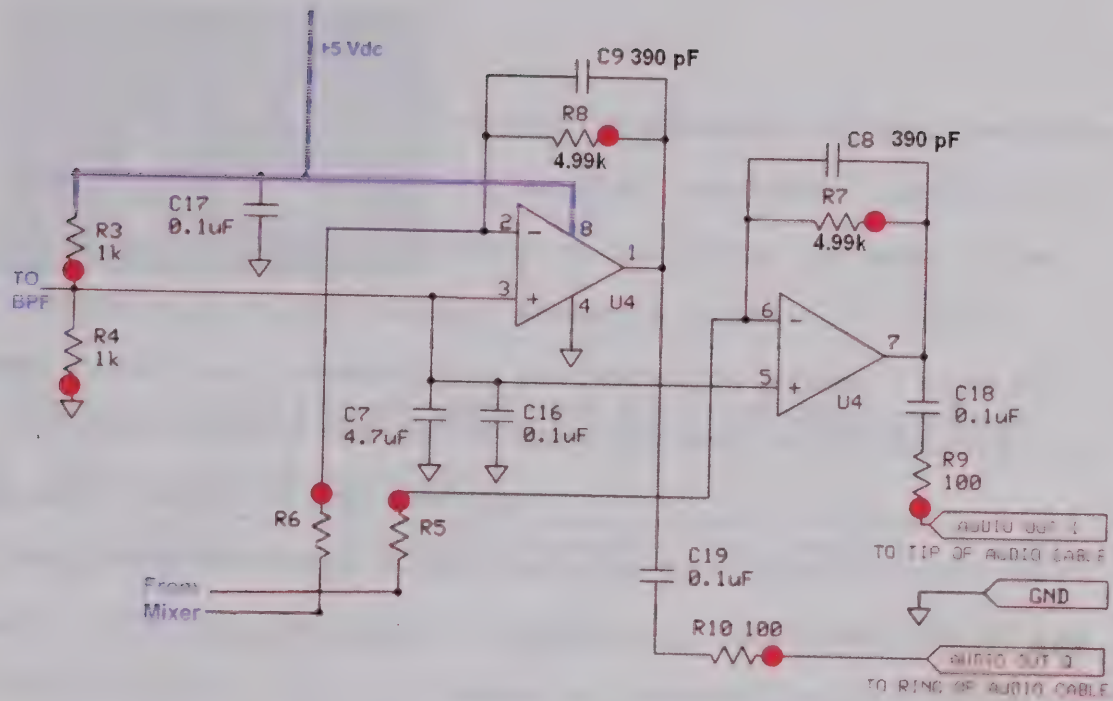 +5 Vdc
C9 390 pF
R8
4.99k
C8 390 pF
R7
4.99k
C17
0.1uF
R3
1k
2
8
1
TO
BPF
3
4
U4
R4
1k
6
7
5
U4
C7
4.7uF
C16
0.1uF
C18
0.1uF
R9
100
R6
R5
AUDIO OUT I
TO TIP OF AUDIO CABLE
C19
0.1uF
From
Mixer
GND
R10 100
AUDIO OUT Q
TO RING OF AUDIO CABLE